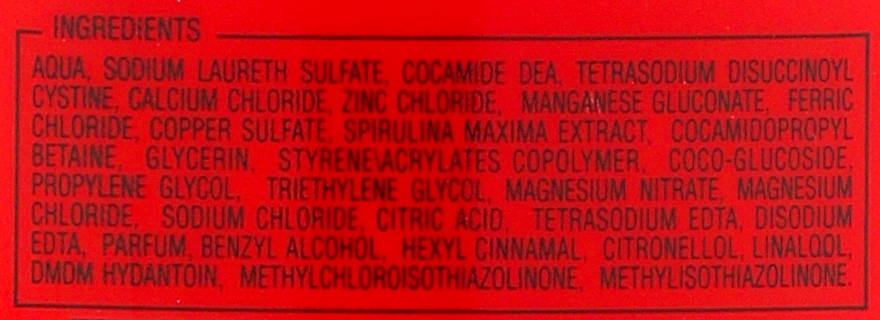 INGREDIENTS
AQUA, SODIUM LAURETH SULFATE, COCAMIDE DEA, TETRASODIUM DISUCCINOYL
CYSTINE, CALCIUM CHLORIDE, ZINC CHLORIDE, MANGANESE GLUCONATE, FERRIC
CHLORIDE, COPPER SULFATE, SPIRULINA MAXIMA EXTRACT, COCAMIDOPROPYL
BETAINE, GLYCERIN, STYRENE\ACRYLATES COPOLYMER, COCO-GLUCOSIDE,
PROPYLENE GLYCOL, TRIETHYLENE GLYCOL, MAGNESIUM NITRATE, MAGNESIUM
CHLORIDE, SODIUM CHLORIDE, CITRIC ACID, TETRASODIUM EDTA, DISODIUM
EDTA, PARFUM, BENZYL ALCOHOL, HEXYL CINNAMAL, CITRONELLOL, LINALOOL,
DMDM HYDANTOIN, METHYLCHLOROISOTHIAZOLINONE, METHYLISOTHIAZOLINONE.